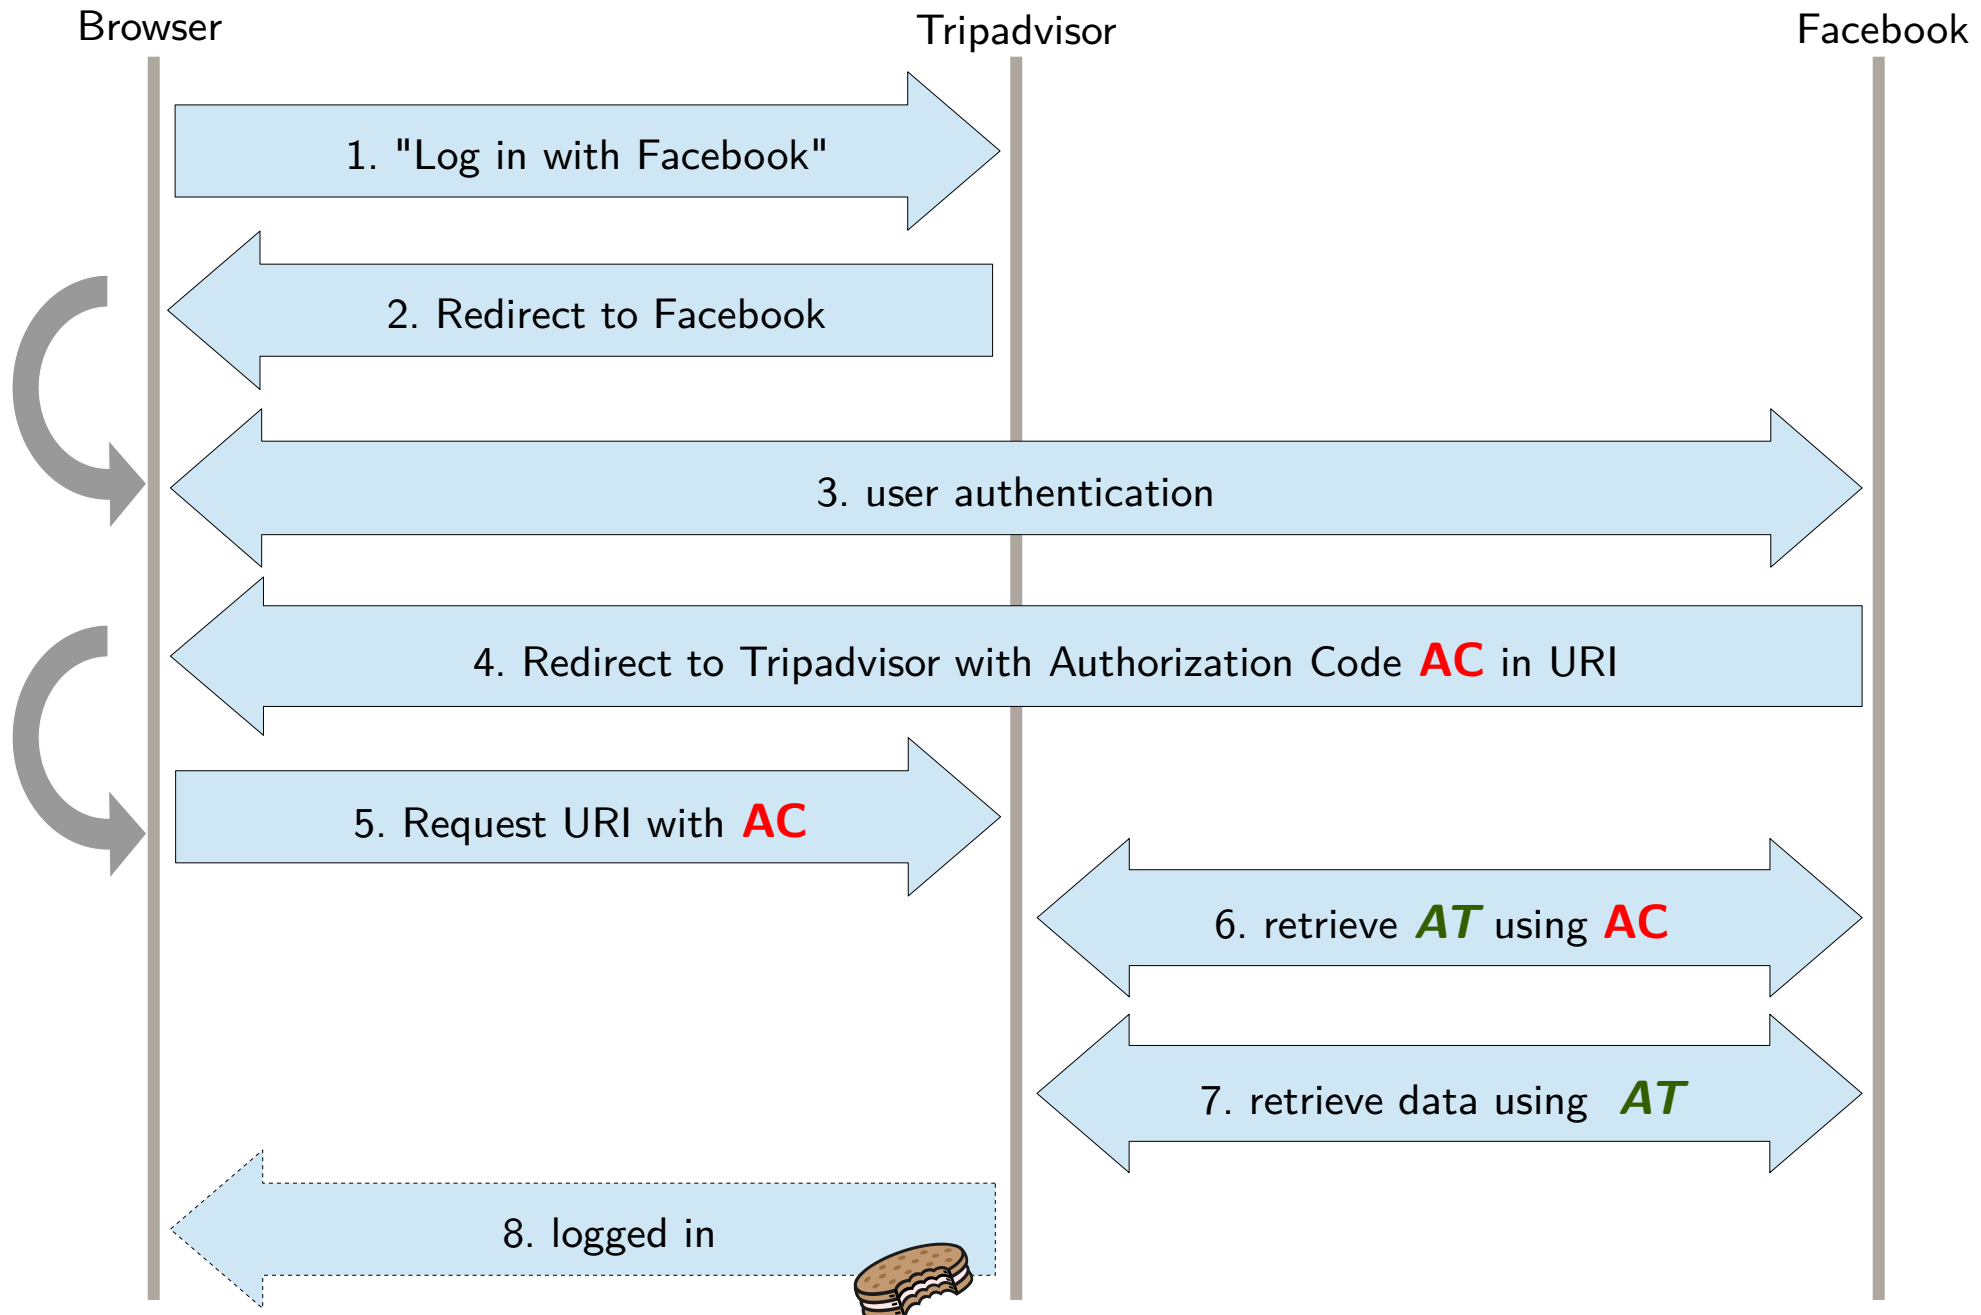 Browser Tripadvisor Facebook
1. "Log in with Facebook"
2. Redirect to Facebook
3. user authentication
4. Redirect to Tripadvisor with Authorization Code AC in URI
5. Request URI with AC
6. retrieve AT using AC
7. retrieve data using AT
8. logged in